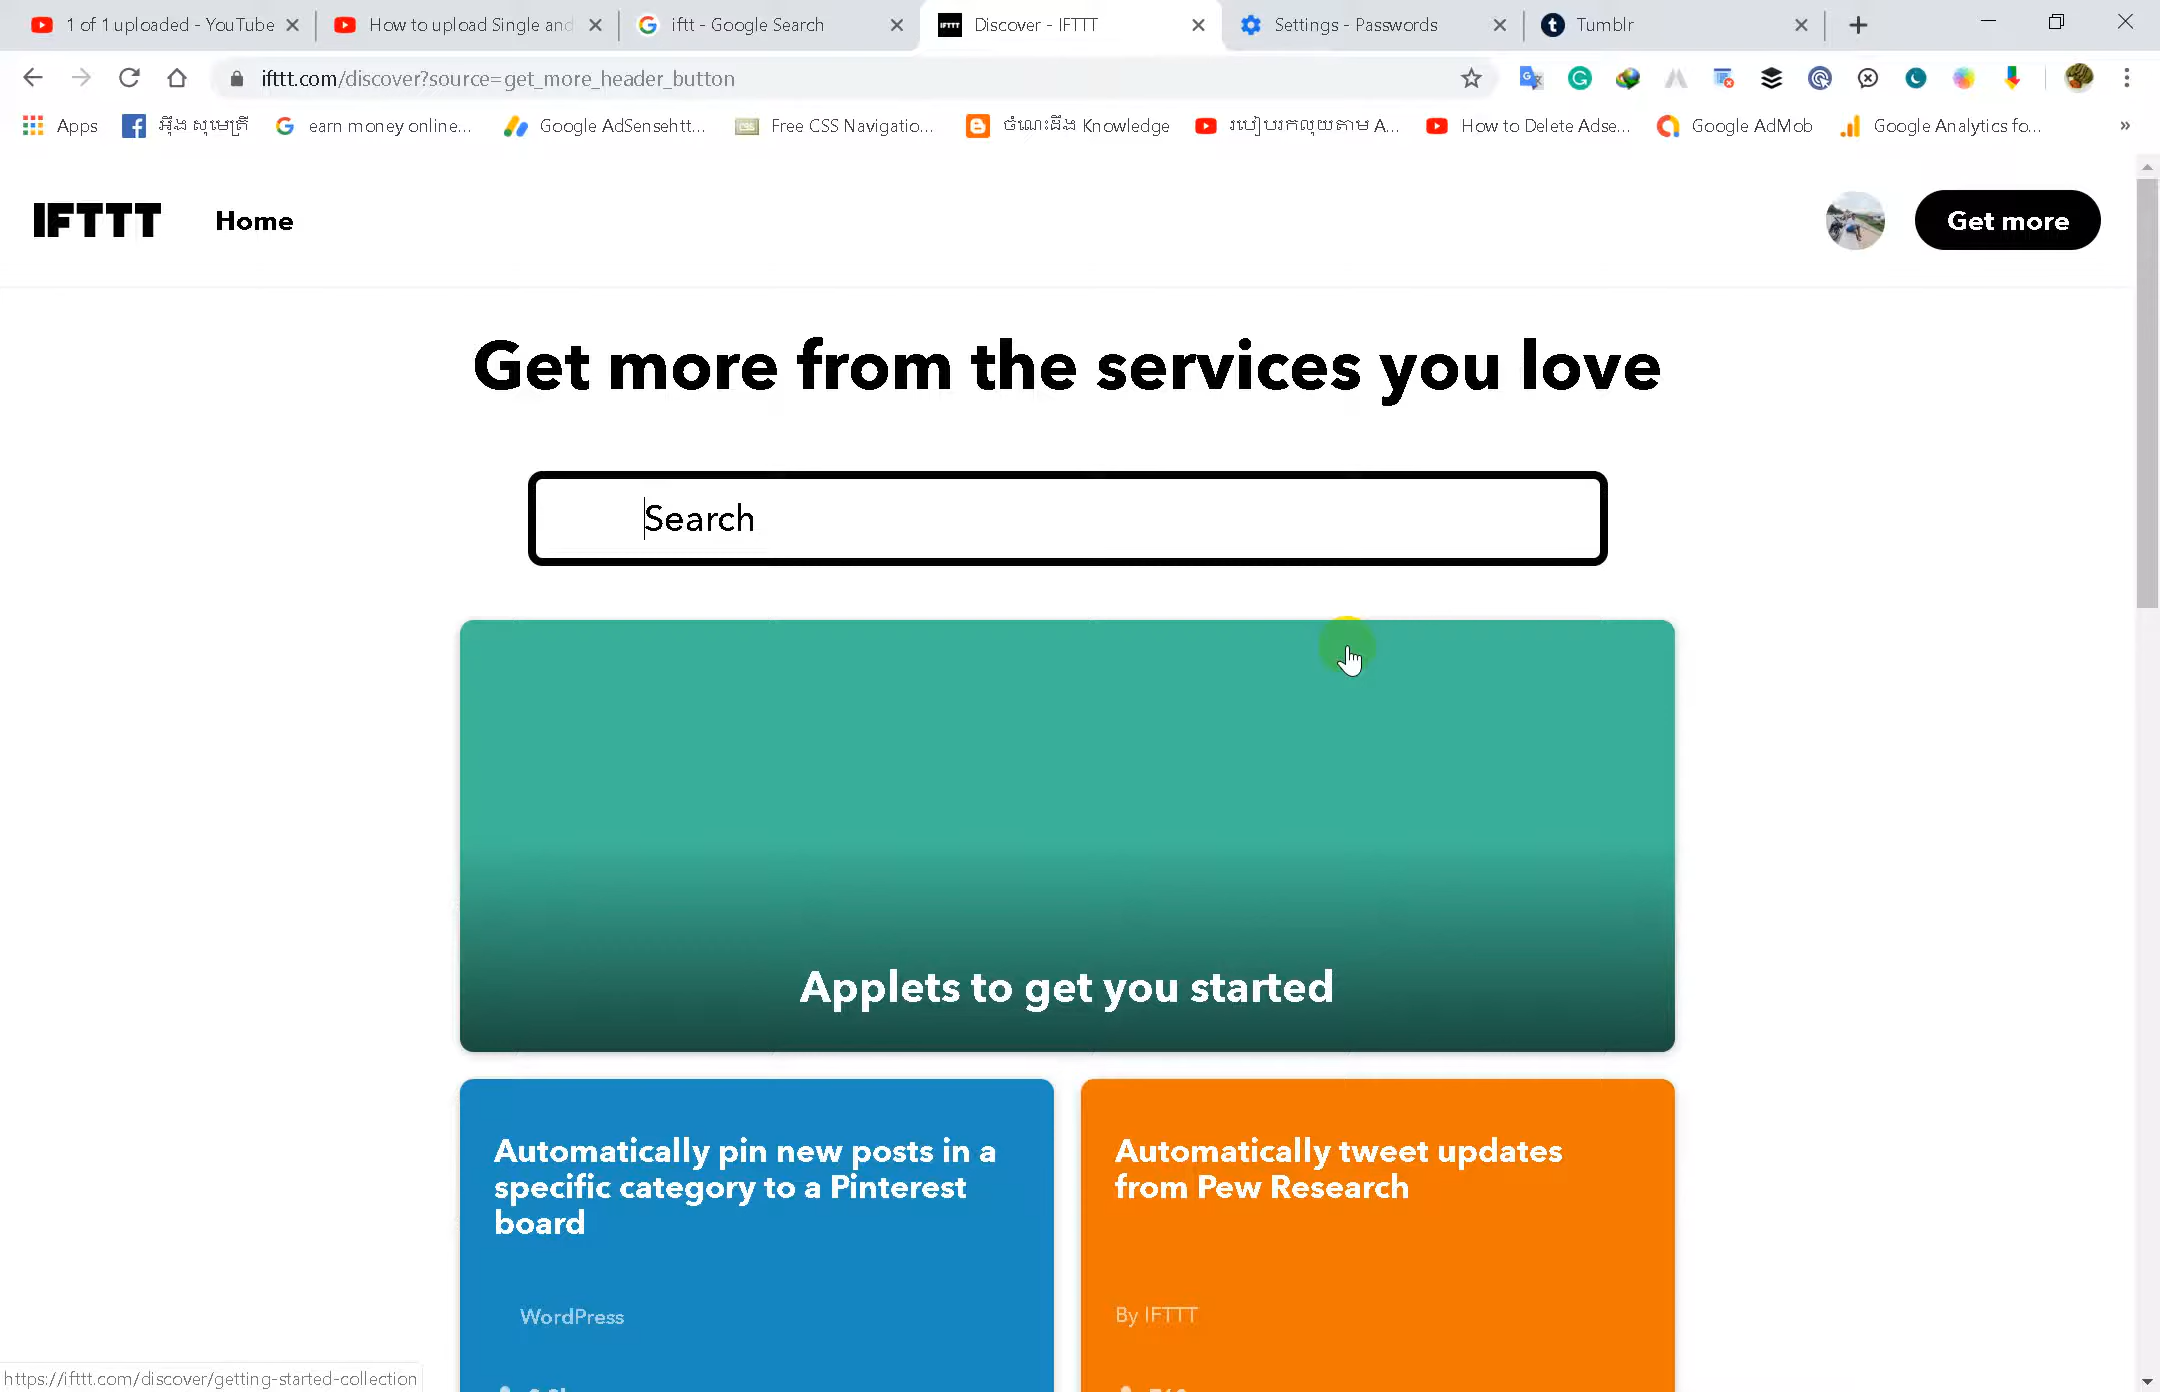 1 of 1 uploaded - YouTube
How to upload Single and
iftt - Google Search
Discover - IFTTT
Settings - Passwords
Tumblr
ifttt.com/discover?source=get_more_header_button
Apps
អុឹង សុមេត្រី
earn money online...
Google AdSensehtt...
Free CSS Navigatio...
ចំណេះដឹង Knowledge
របៀបរកលុយតាម A...
How to Delete Adse...
Google AdMob
Google Analytics fo...
»
IFTTT
Home
Get more
Get more from the services you love
Search
Applets to get you started
Automatically pin new posts in a
specific category to a Pinterest
board
WordPress
Automatically tweet updates
from Pew Research
By IFTTT
https://ifttt.com/discover/getting-started-collection